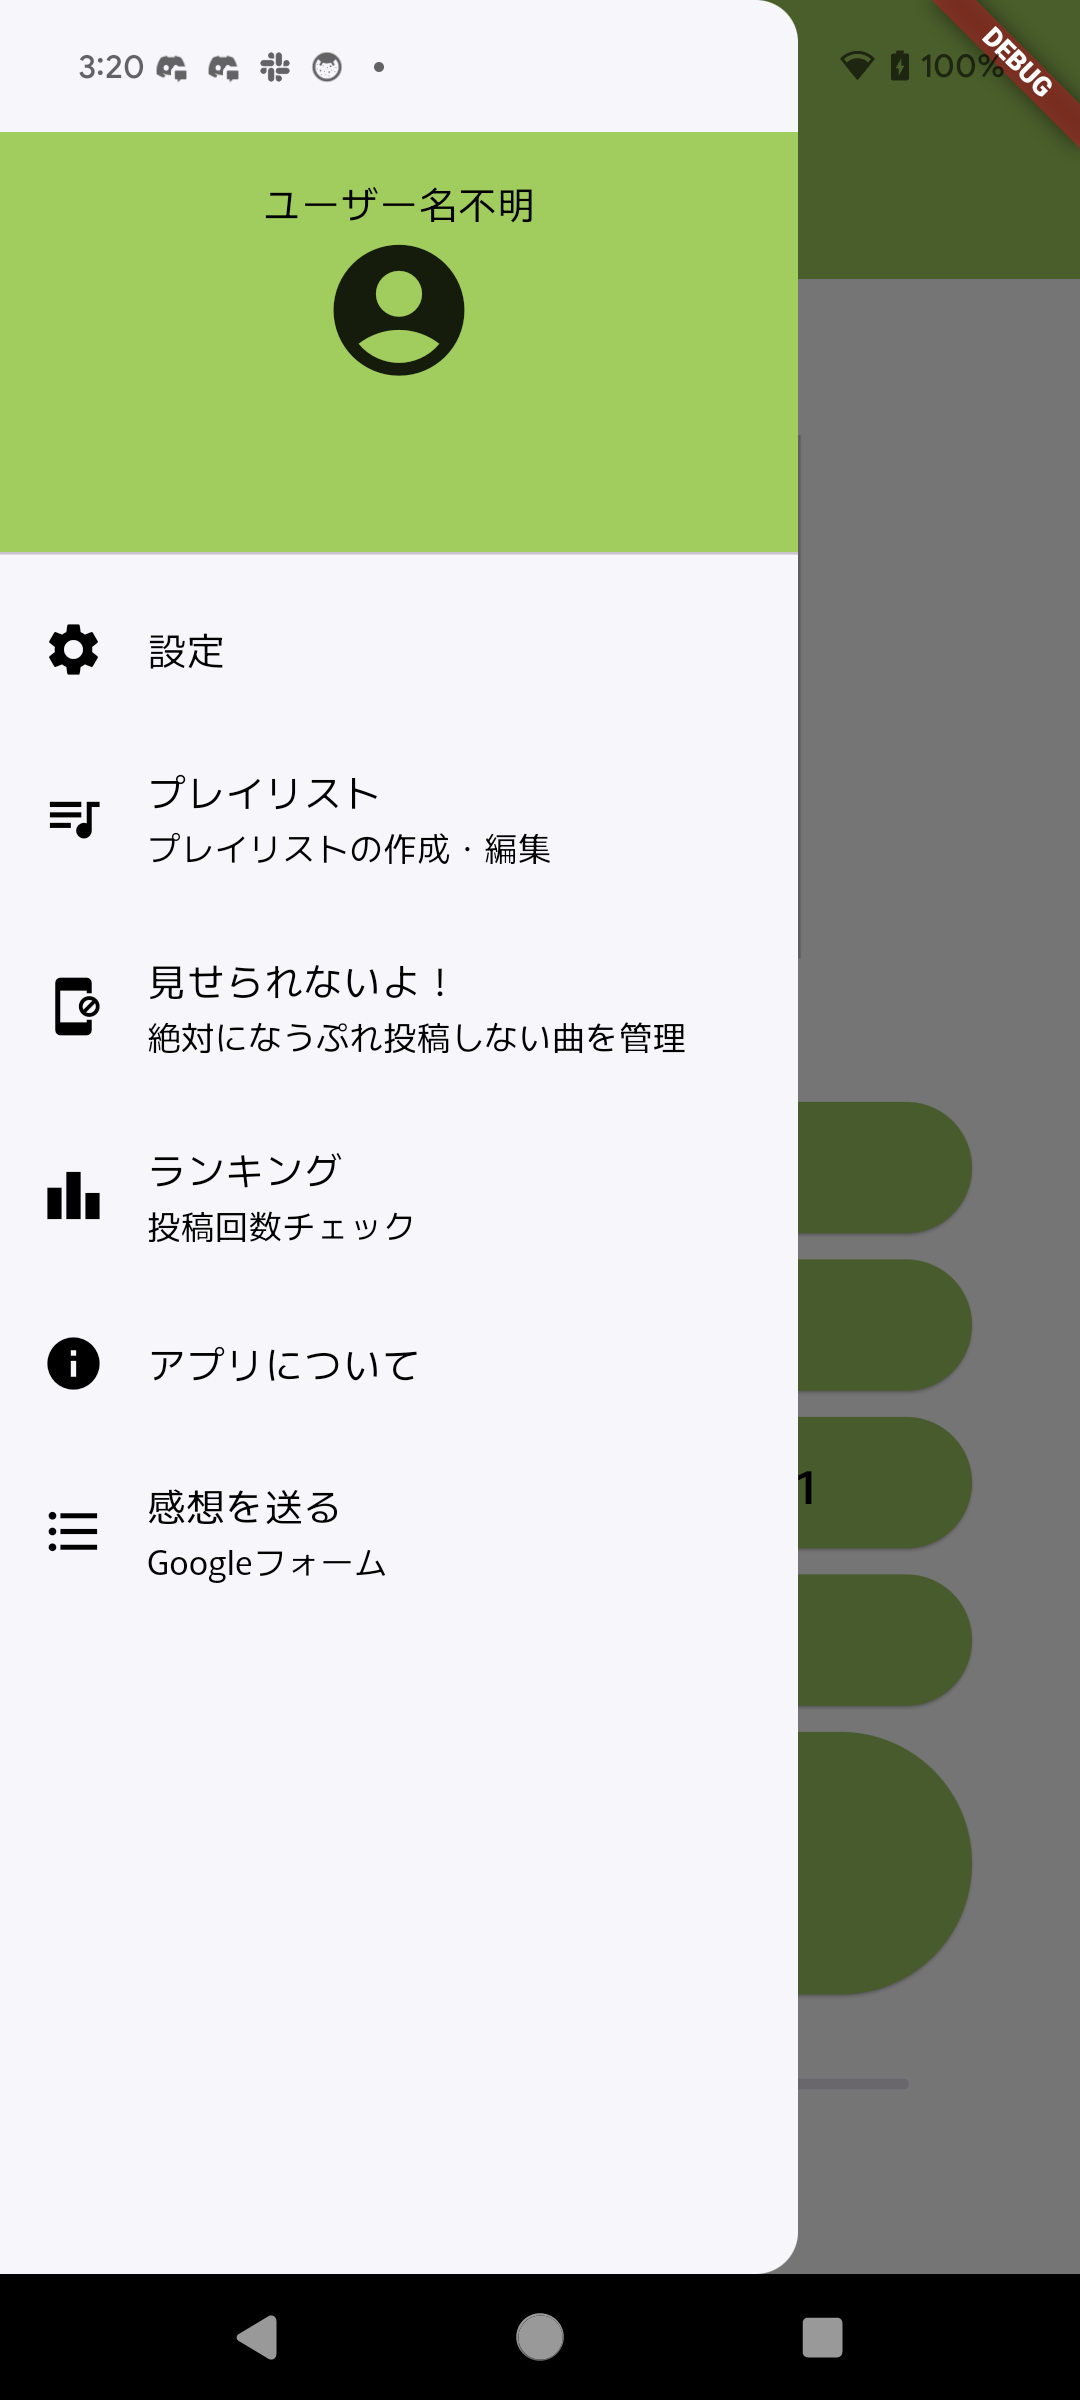 3:20
100%
DEBUG
ユーザー名不明
設定
プレイリスト
プレイリストの作成・編集
見せられないよ！
絶対になうぷれ投稿しない曲を管理
ランキング
投稿回数チェック
1
アプリについて
感想を送る
Googleフォーム